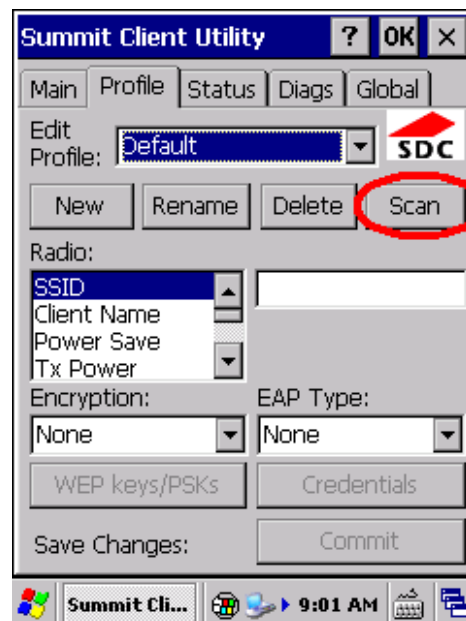 Summit Client Utility ? OK ×
Main Profile Status Diags Global
Edit
Profile: Default
SDC
New Rename Delete Scan
Radio:
SSID
Client Name
Power Save
Tx Power
Encryption: EAP Type:
None None
WEP keys/PSKs Credentials
Save Changes: Commit
Summit Cli... 9:01 AM